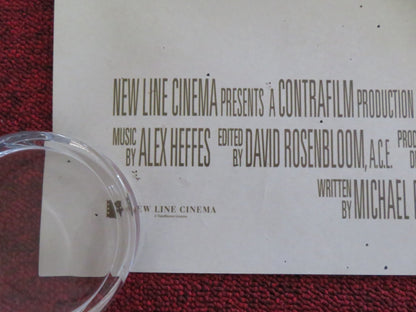 NEW LINE CINEMA PRESENTS A CONTRAFILM PRODUCTION
MUSIC BY ALEX HEFFES EDITED BY DAVID ROSENBLOOM, A.C.E.
WRITTEN BY MICHAEL
NEW LINE CINEMA